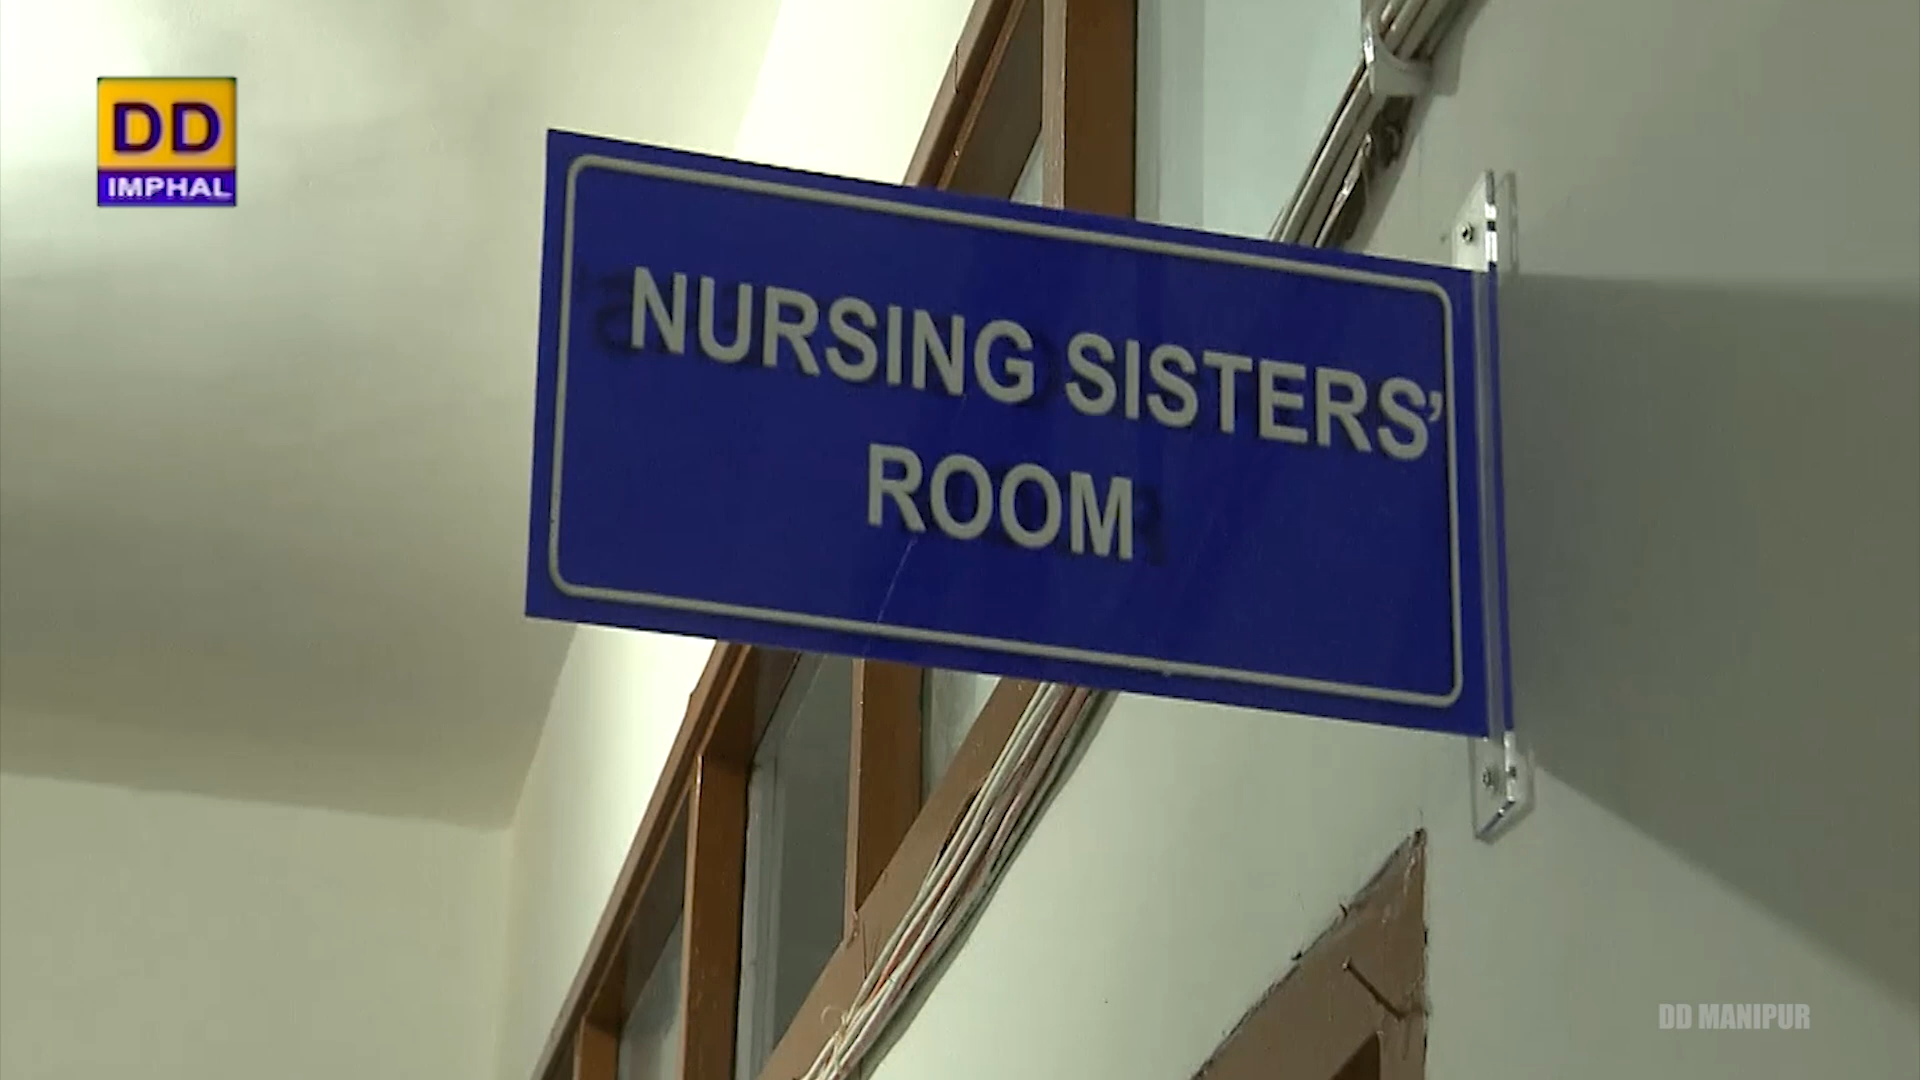 DD
IMPHAL
NURSING SISTERS'
ROOM
DD MANIPUR